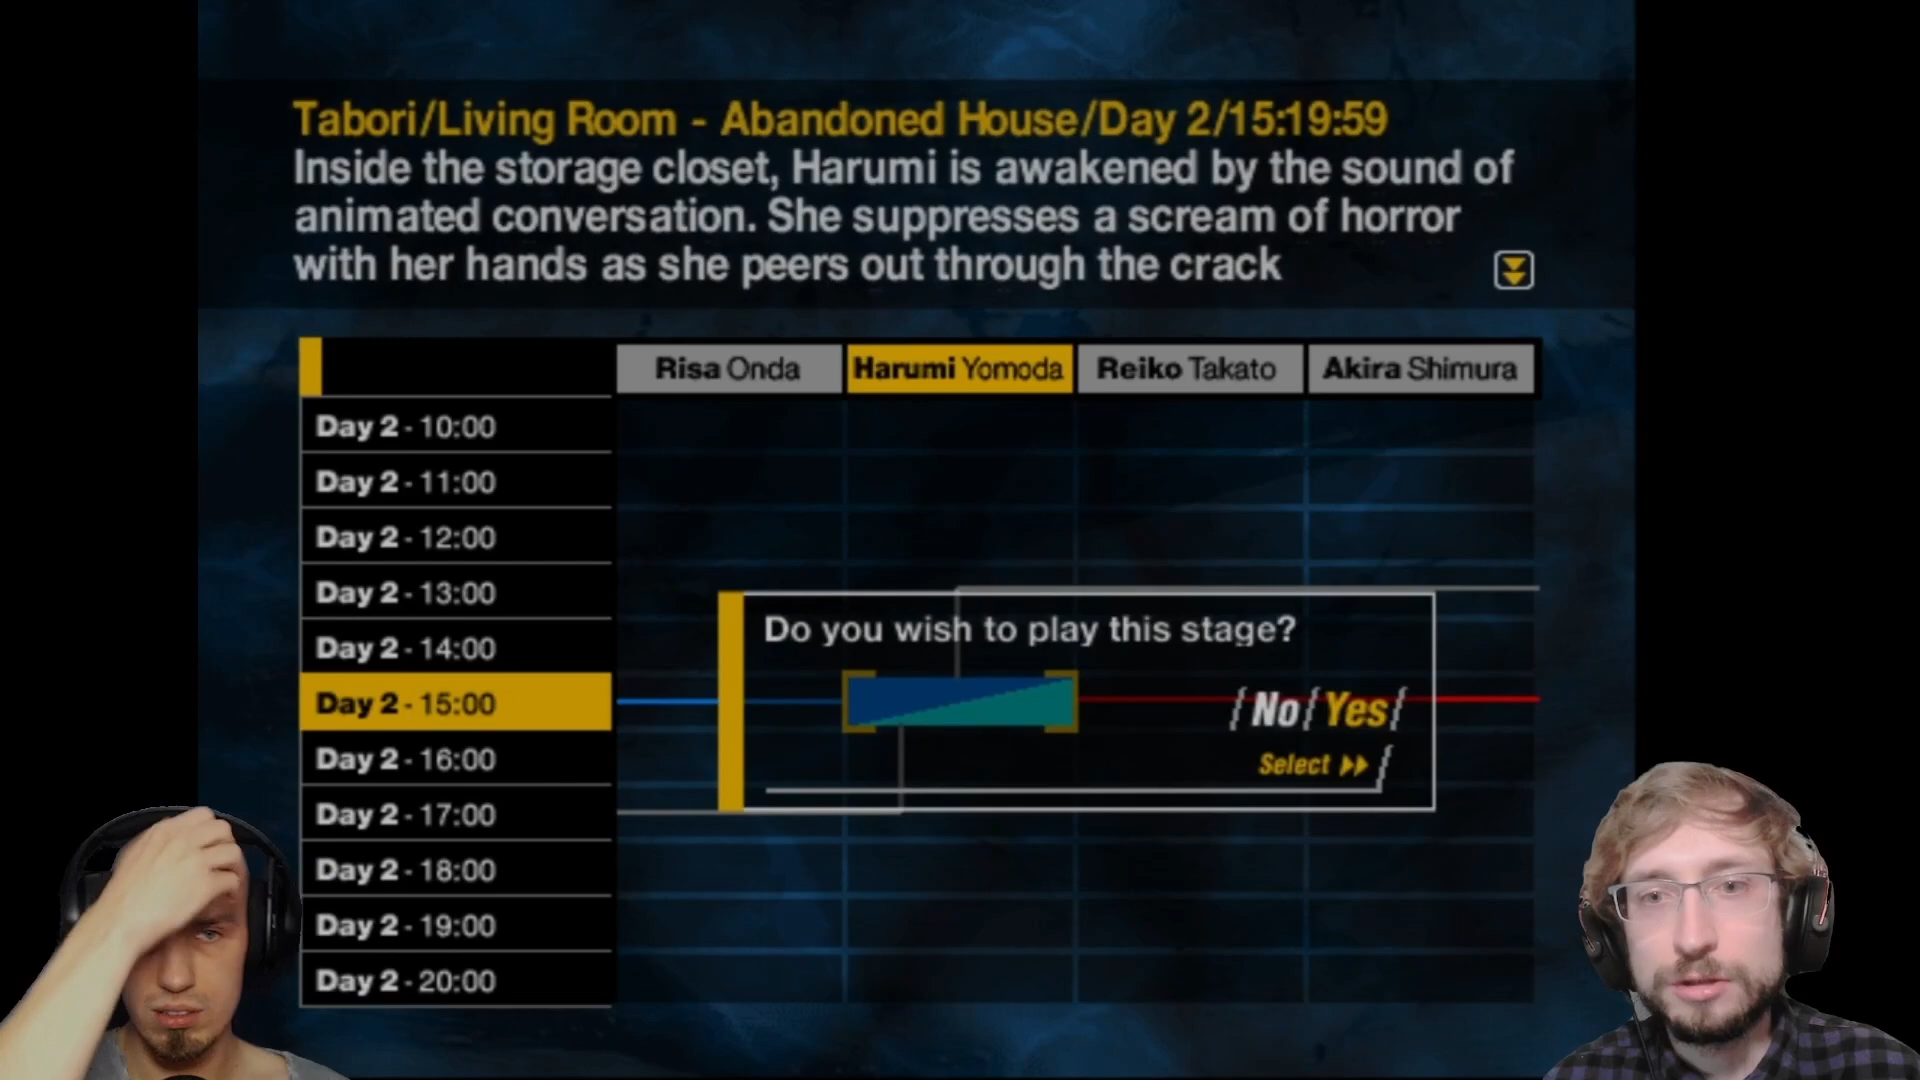 Tabori/Living Room - Abandoned House/Day 2/15:19:59
Inside the storage closet, Harumi is awakened by the sound of
animated conversation. She suppresses a scream of horror
with her hands as she peers out through the crack
Risa Onda
Harumi Yomoda
Reiko Takato
Akira Shimura
Day 2 - 10:00
Day 2 - 11:00
Day 2 - 12:00
Day 2 - 13:00
Day 2 - 14:00
Day 2 - 15:00
Day 2 - 16:00
Day 2 - 17:00
Day 2 - 18:00
Day 2 - 19:00
Day 2 - 20:00
Do you wish to play this stage?
/No/Yes/
Select